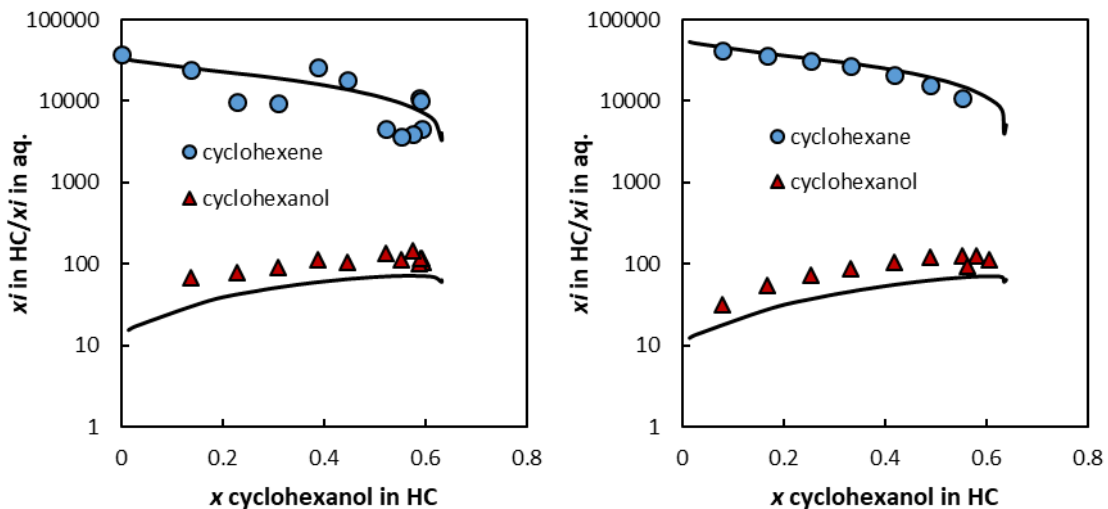 xi in HC/xi in aq.
100000
10000
1000
100
10
1
cyclohexene
cyclohexanol
0
0.2
0.4
0.6
0.8
x cyclohexanol in HC
xi in HC/xi in aq.
100000
10000
1000
100
10
1
cyclohexane
cyclohexanol
0
0.2
0.4
0.6
0.8
x cyclohexanol in HC